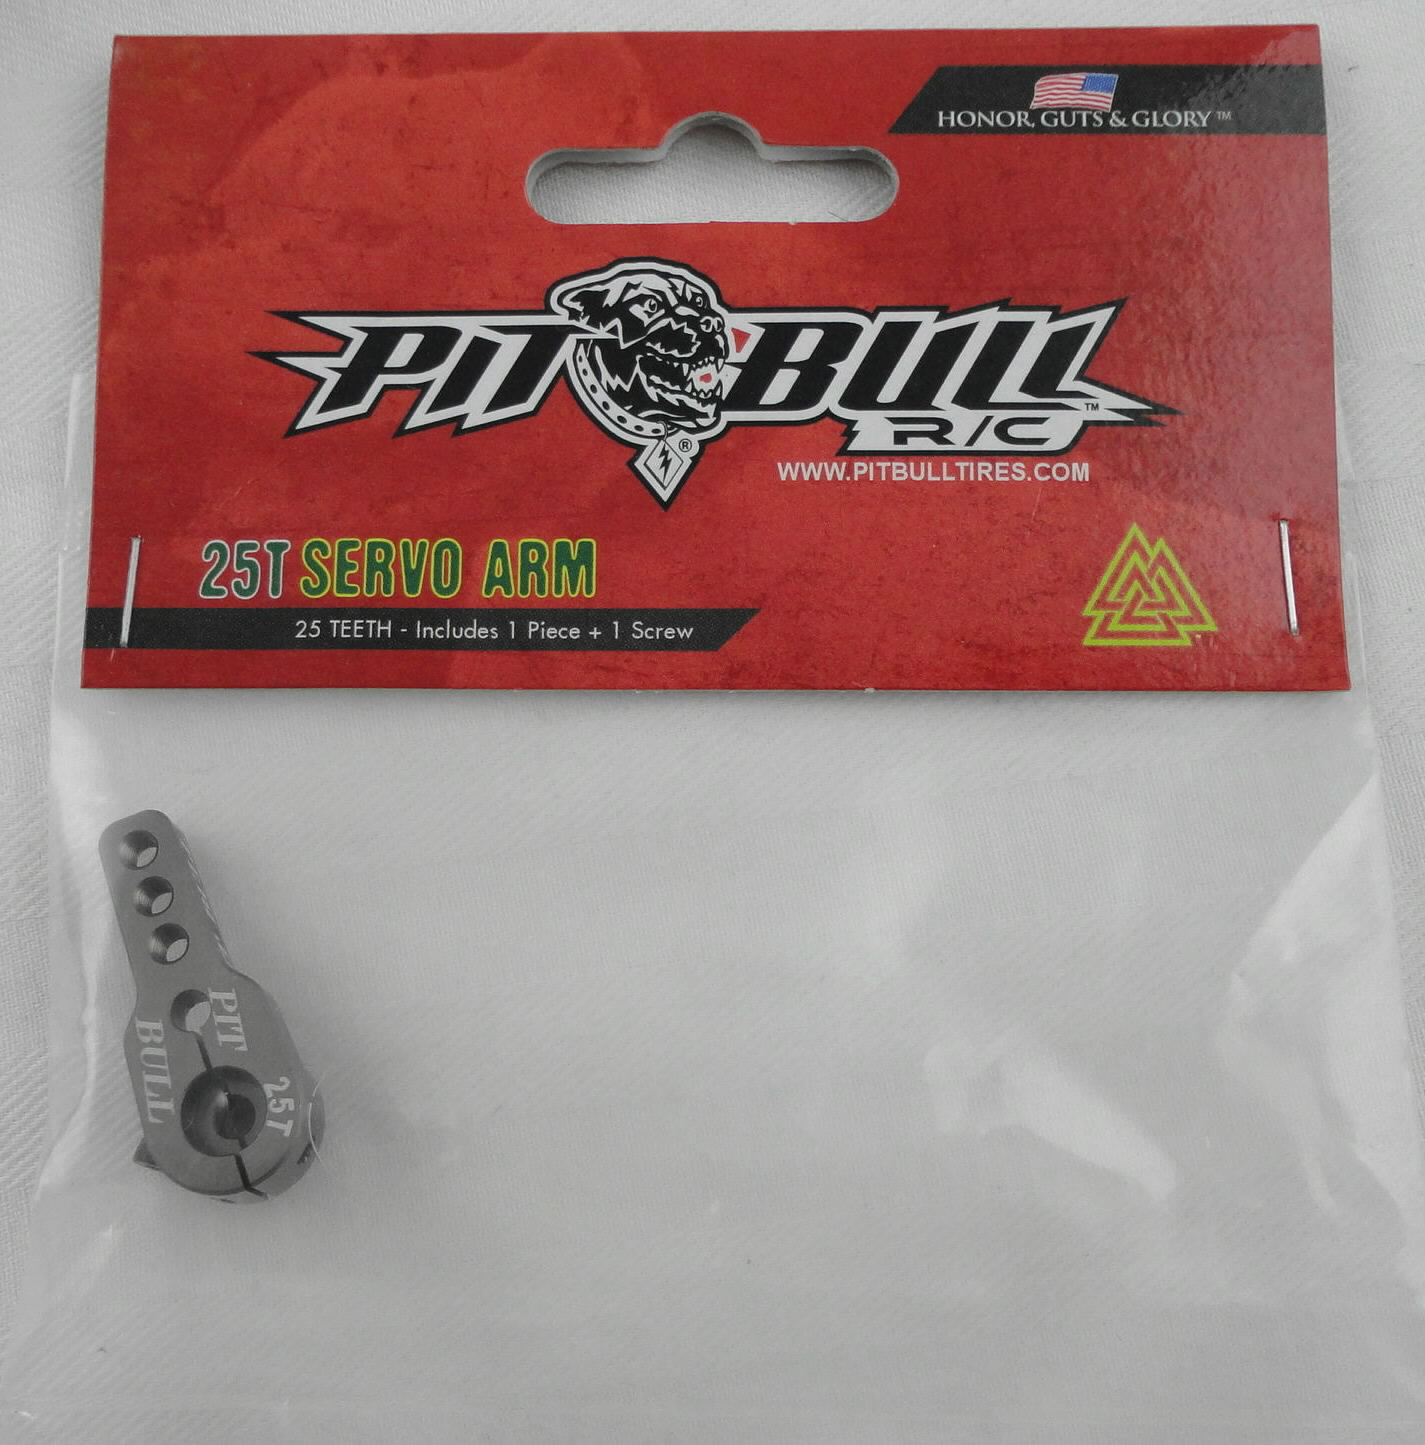 HONOR, GUTS & GLORY™
PIT BULL™
R/C
®
WWW.PITBULLTIRES.COM
25T SERVO ARM
25 TEETH - Includes 1 Piece + 1 Screw
PIT
BULL
25T